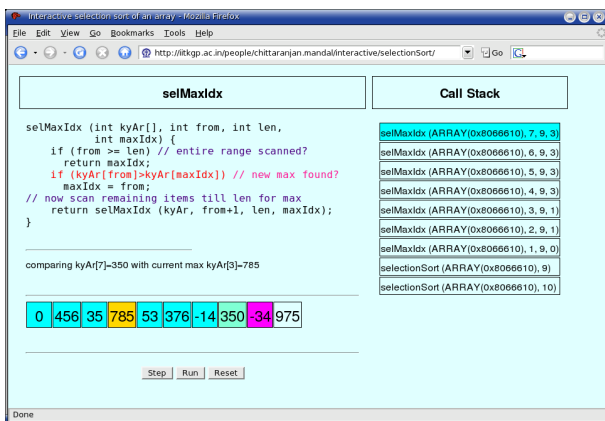 Interactive selection sort of an array - Mozilla Firefox
File Edit View Go Bookmarks Tools Help
http://iitkgp.ac.in/people/chittaranjan.mandal/interactive/selectionSort/ Go
selMaxIdx
Call Stack
selMaxIdx (int kyAr[], int from, int len,
int maxIdx) {
if (from >= len) // entire range scanned?
return maxIdx;
if (kyAr[from]>kyAr[maxIdx]) // new max found?
maxIdx = from;
// now scan remaining items till len for max
return selMaxIdx (kyAr, from+1, len, maxIdx);
}
comparing kyAr[7]=350 with current max kyAr[3]=785
0 456 35 785 53 376 -14 350 -34 975
Step Run Reset
selMaxIdx (ARRAY(0x8066610), 7, 9, 3)
selMaxIdx (ARRAY(0x8066610), 6, 9, 3)
selMaxIdx (ARRAY(0x8066610), 5, 9, 3)
selMaxIdx (ARRAY(0x8066610), 4, 9, 3)
selMaxIdx (ARRAY(0x8066610), 3, 9, 1)
selMaxIdx (ARRAY(0x8066610), 2, 9, 1)
selMaxIdx (ARRAY(0x8066610), 1, 9, 0)
selectionSort (ARRAY(0x8066610), 9)
selectionSort (ARRAY(0x8066610), 10)
Done